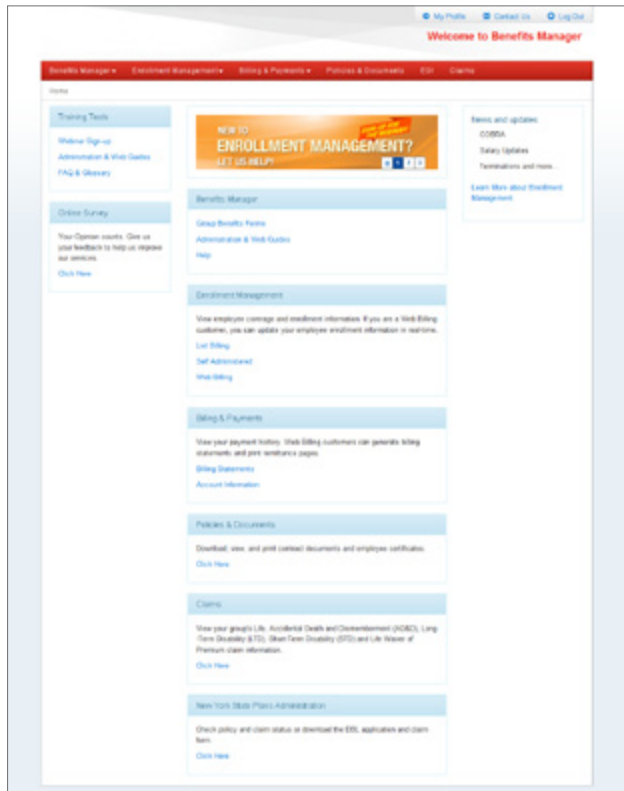 My Profile Contact Us Log Out
Welcome to Benefits Manager
Benefits Manager Enrollment Management Billing & Payments Policies & Documents EOI Claims
Home
Training Tools
Webinar Sign-up
Administration & Web Guides
FAQ & Glossary
Online Survey
Your Opinion counts. Give us
your feedback to help us improve
our services.
Click Here
NEW TO
SIGN UP FOR
THE WEBINAR!
ENROLLMENT MANAGEMENT?
LET US HELP!
Benefits Manager
Group Benefits Forms
Administration & Web Guides
Help
Enrollment Management
View employee coverage and enrollment information. If you are a Web Billing
customer, you can update your employee enrollment information in real-time.
List Billing
Self Administered
Web Billing
Billing & Payments
View your payment history. Web Billing customers can generate billing
statements and print remittance pages.
Billing Statements
Account Information
Policies & Documents
Download, view, and print contract documents and employee certificates.
Click Here
Claims
View your group's Life, Accidental Death and Dismemberment (AD&D), Long
-Term Disability (LTD), Short Term Disability (STD) and Life Waiver of
Premium claim information.
Click Here
New York State Plans Administration
Check policy and claim status or download the DBL application and claim
form.
Click Here
News and updates
COBRA
Salary Updates
Terminations and more...
Learn More about Enrollment
Management